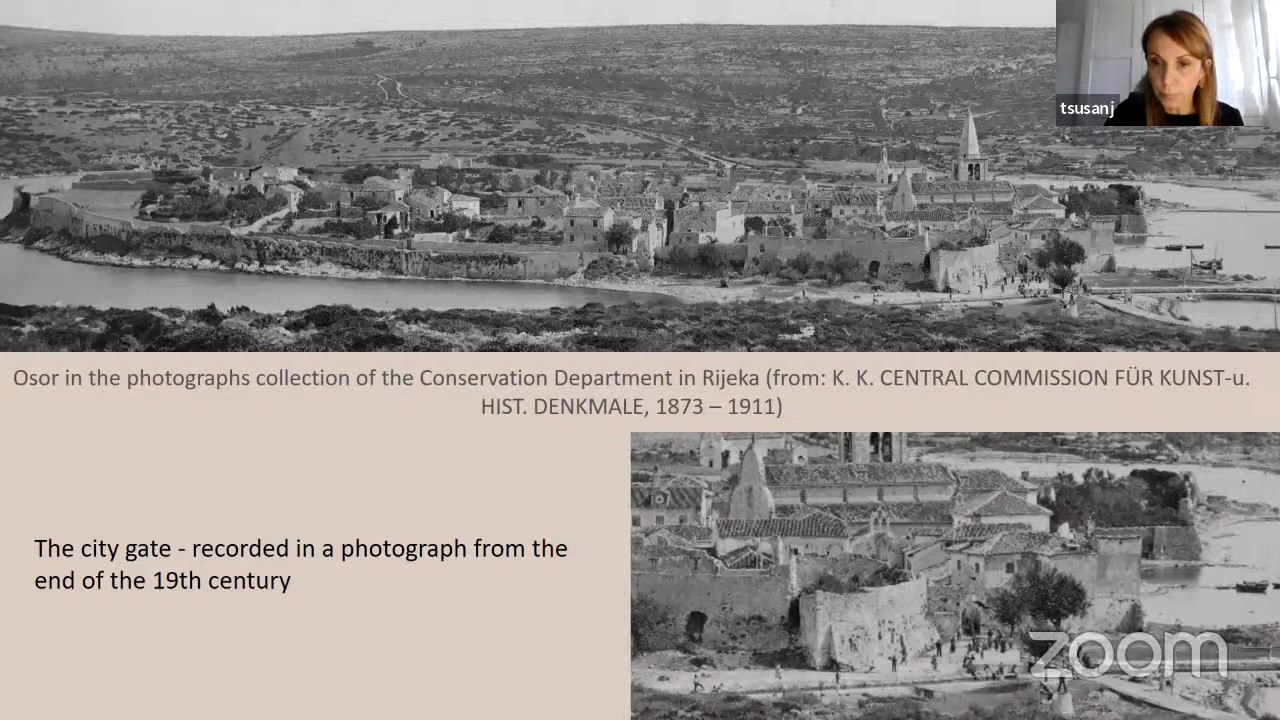 tsusanj
Osor in the photographs collection of the Conservation Department in Rijeka (from: K. K. CENTRAL COMMISSION FÜR KUNST-u.
HIST. DENKMALE, 1873 – 1911)
The city gate - recorded in a photograph from the
end of the 19th century
zoom